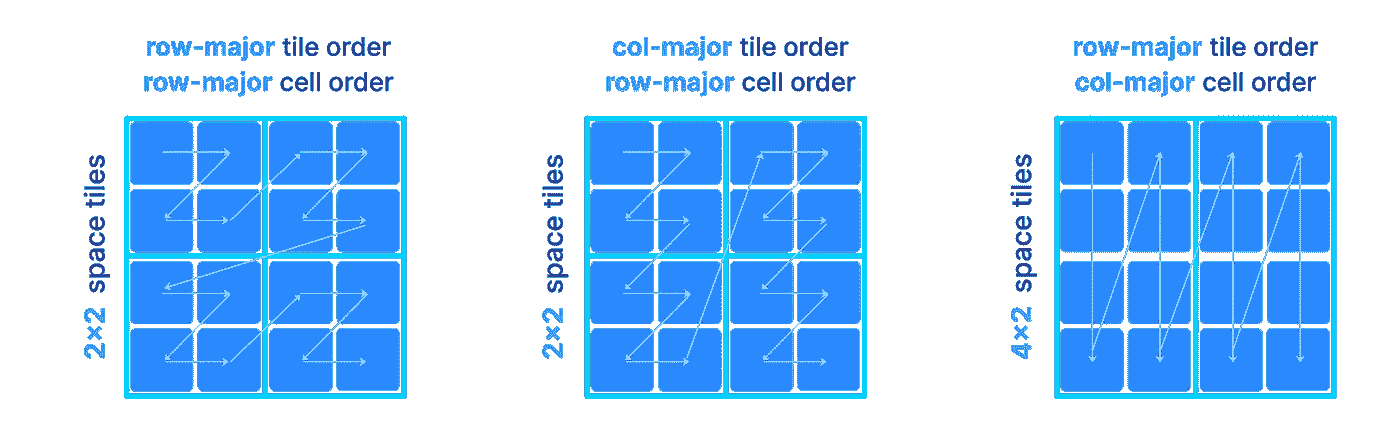 row-major tile order
row-major cell order
2×2 space tiles
col-major tile order
row-major cell order
2×2 space tiles
row-major tile order
col-major cell order
4×2 space tiles